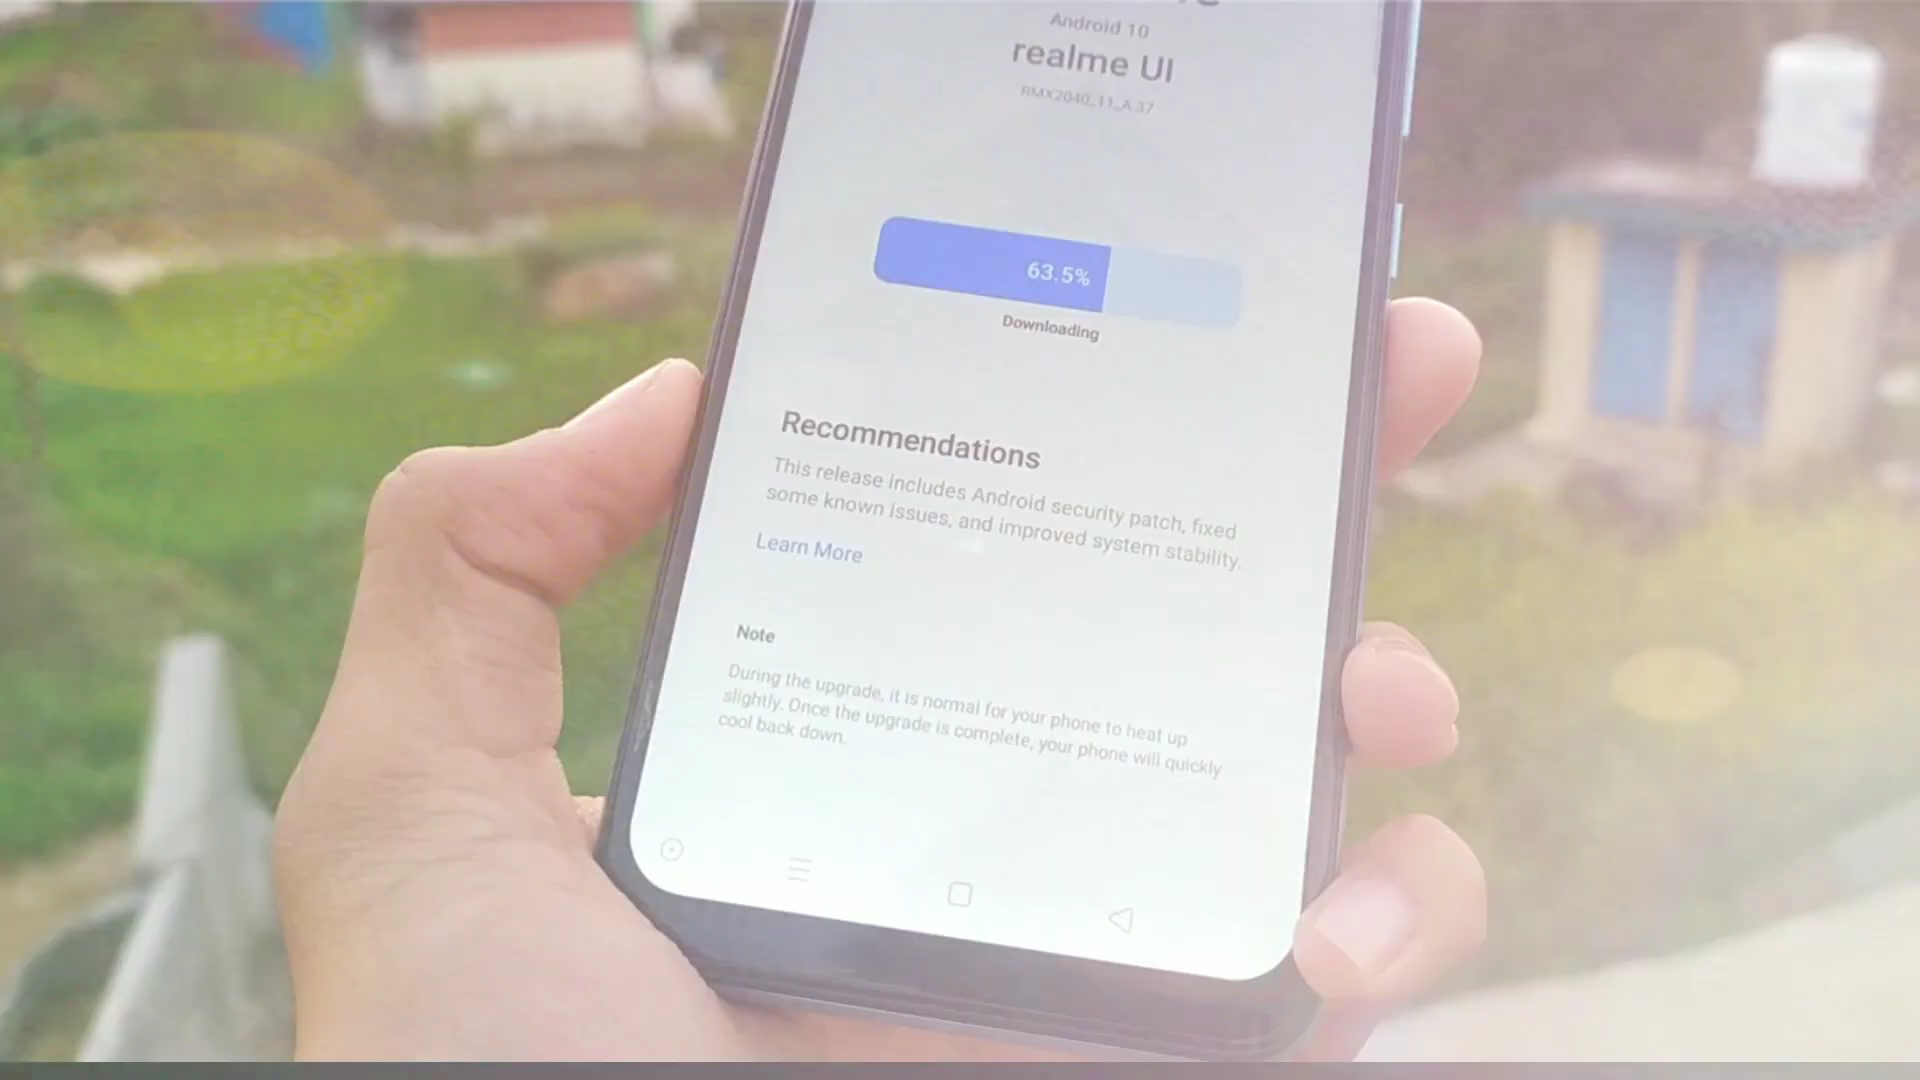 Android 10
realme UI
RMX2040_11_A.37
63.5%
Downloading
Recommendations
This release includes Android security patch, fixed
some known issues, and improved system stability.
Learn More
Note
During the upgrade, it is normal for your phone to heat up
slightly. Once the upgrade is complete, your phone will quickly
cool back down.